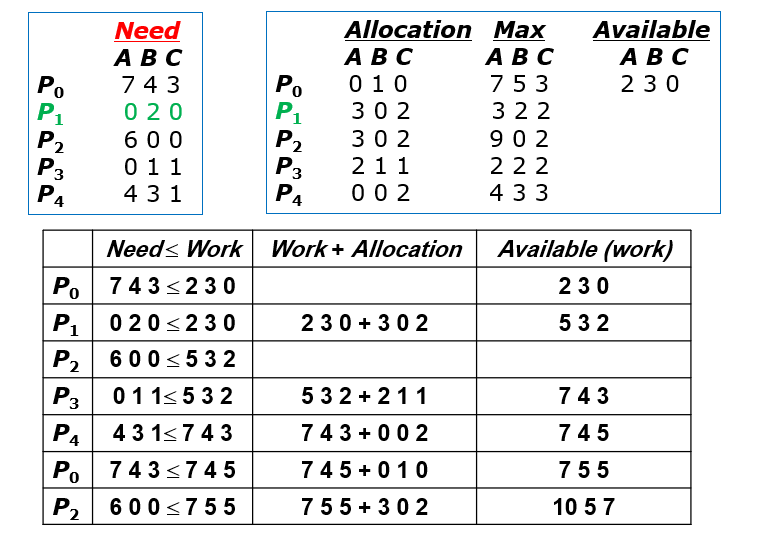 Need
A B C
P0 7 4 3
P1 0 2 0
P2 6 0 0
P3 0 1 1
P4 4 3 1
Allocation Max Available
A B C A B C A B C
P0 0 1 0 7 5 3 2 3 0
P1 3 0 2 3 2 2
P2 3 0 2 9 0 2
P3 2 1 1 2 2 2
P4 0 0 2 4 3 3
Need ≤ Work Work + Allocation Available (work)
P0 7 4 3 ≤ 2 3 0 2 3 0
P1 0 2 0 ≤ 2 3 0 2 3 0 + 3 0 2 5 3 2
P2 6 0 0 ≤ 5 3 2
P3 0 1 1 ≤ 5 3 2 5 3 2 + 2 1 1 7 4 3
P4 4 3 1 ≤ 7 4 3 7 4 3 + 0 0 2 7 4 5
P0 7 4 3 ≤ 7 4 5 7 4 5 + 0 1 0 7 5 5
P2 6 0 0 ≤ 7 5 5 7 5 5 + 3 0 2 10 5 7